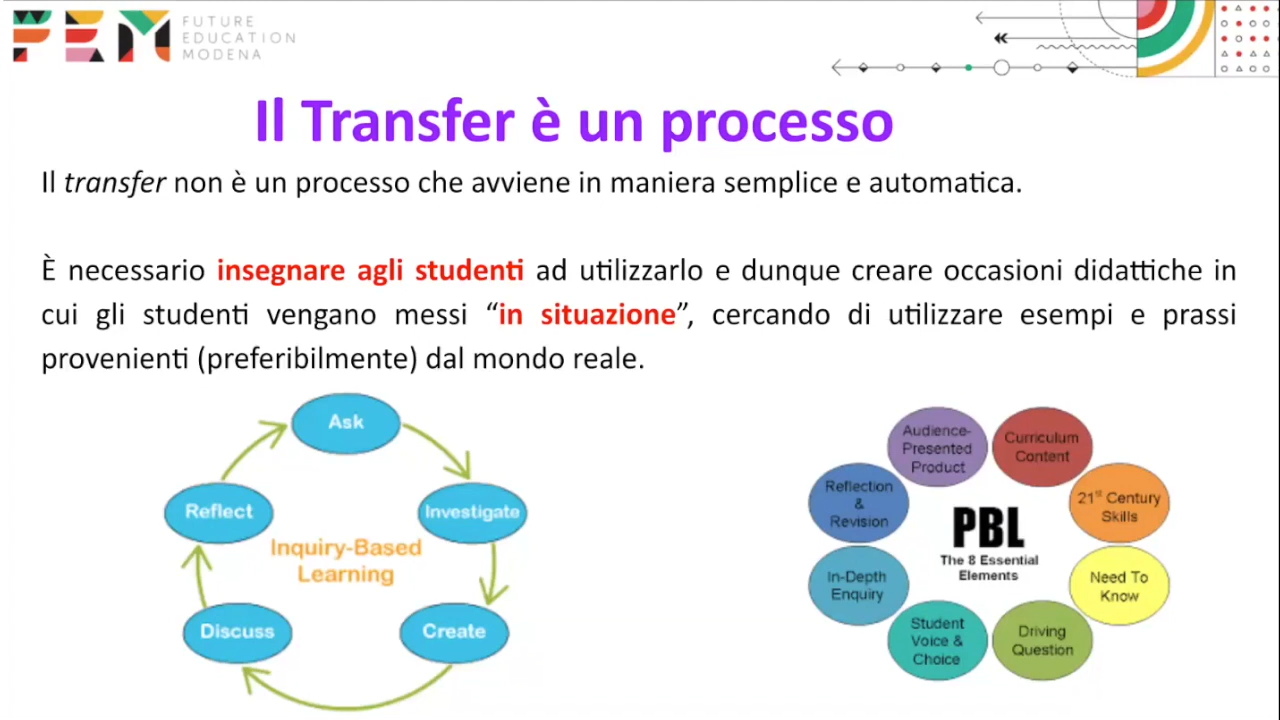 FEM
FUTURE
EDUCATION
MODENA
Il Transfer è un processo
Il transfer non è un processo che avviene in maniera semplice e automatica.
È necessario insegnare agli studenti ad utilizzarlo e dunque creare occasioni didattiche in
cui gli studenti vengano messi “in situazione”, cercando di utilizzare esempi e prassi
provenienti (preferibilmente) dal mondo reale.
Ask
Investigate
Create
Discuss
Reflect
Inquiry-Based
Learning
Audience-
Presented
Product
Curriculum
Content
21st Century
Skills
Need To
Know
Driving
Question
Student
Voice &
Choice
In-Depth
Enquiry
Reflection
&
Revision
PBL
The 8 Essential
Elements